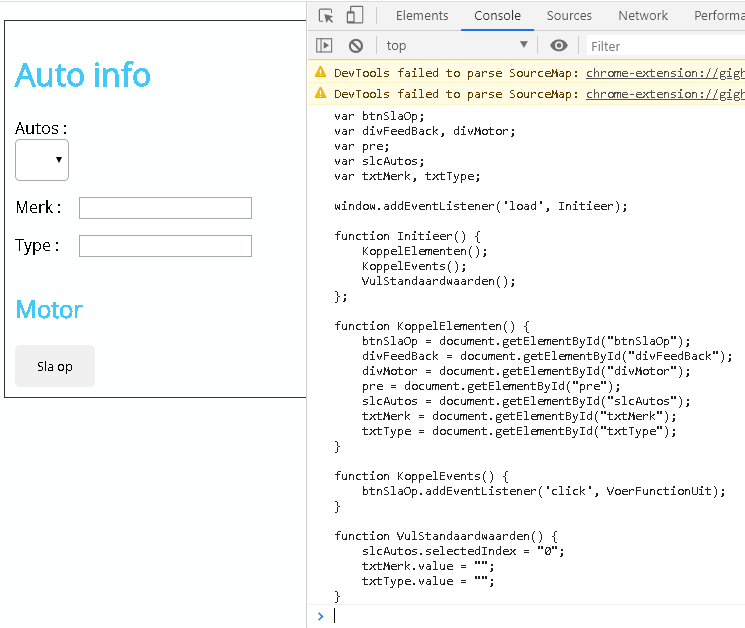 Elements Console Sources Network Performa
top Filter
DevTools failed to parse SourceMap: chrome-extension://gigh
DevTools failed to parse SourceMap: chrome-extension://gigh
Auto info
Autos :
Merk :
Type :
Motor
Sla op
var btnSlaOp;
var divFeedBack, divMotor;
var pre;
var slcAutos;
var txtMerk, txtType;
window.addEventListener('load', Initieer);
function Initieer() {
KoppelElementen();
KoppelEvents();
VulStandaardwaarden();
};
function KoppelElementen() {
btnSlaOp = document.getElementById("btnSlaOp");
divFeedBack = document.getElementById("divFeedBack");
divMotor = document.getElementById("divMotor");
pre = document.getElementById("pre");
slcAutos = document.getElementById("slcAutos");
txtMerk = document.getElementById("txtMerk");
txtType = document.getElementById("txtType");
}
function KoppelEvents() {
btnSlaOp.addEventListener('click', VoerFunctionUit);
}
function VulStandaardwaarden() {
slcAutos.selectedIndex = "0";
txtMerk.value = "";
txtType.value = "";
}